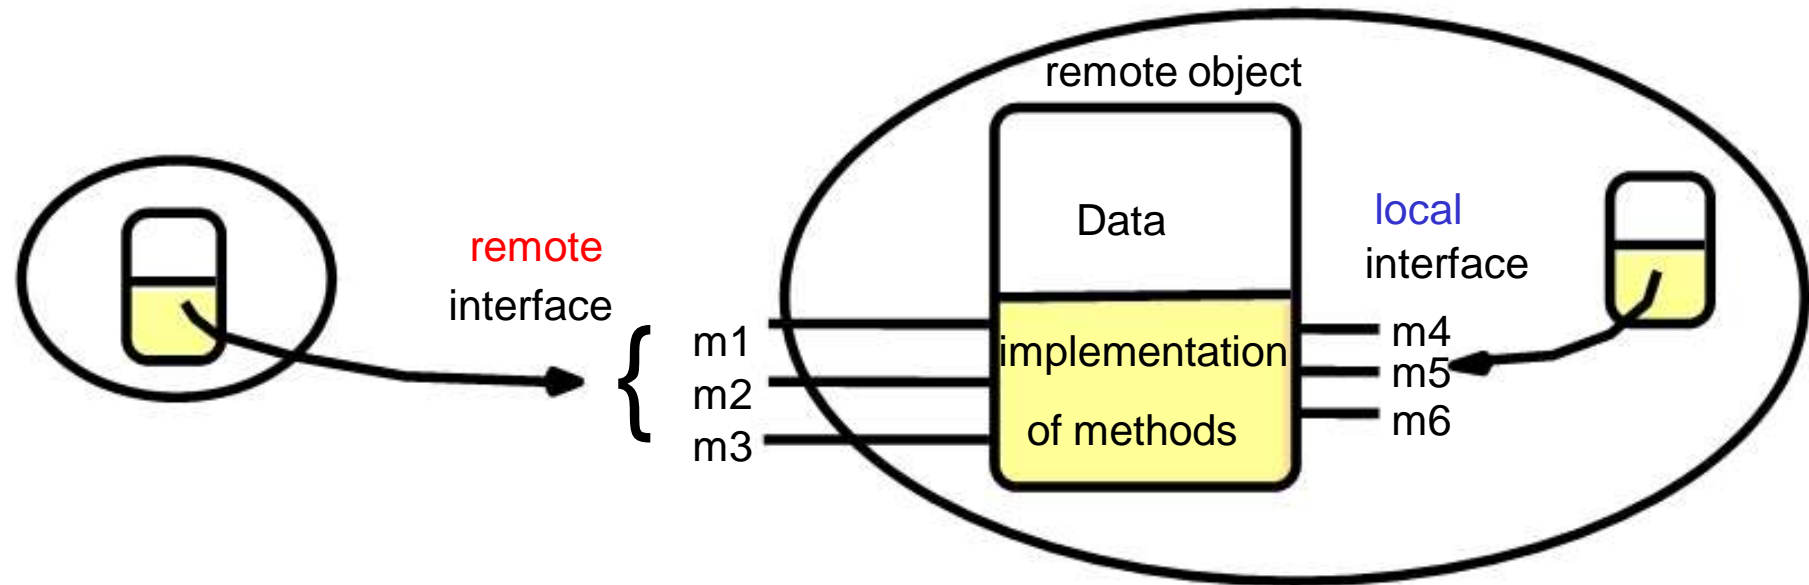 remote object
remote
interface
{
m1
m2
m3
Data
implementation
of methods
local
interface
m4
m5
m6